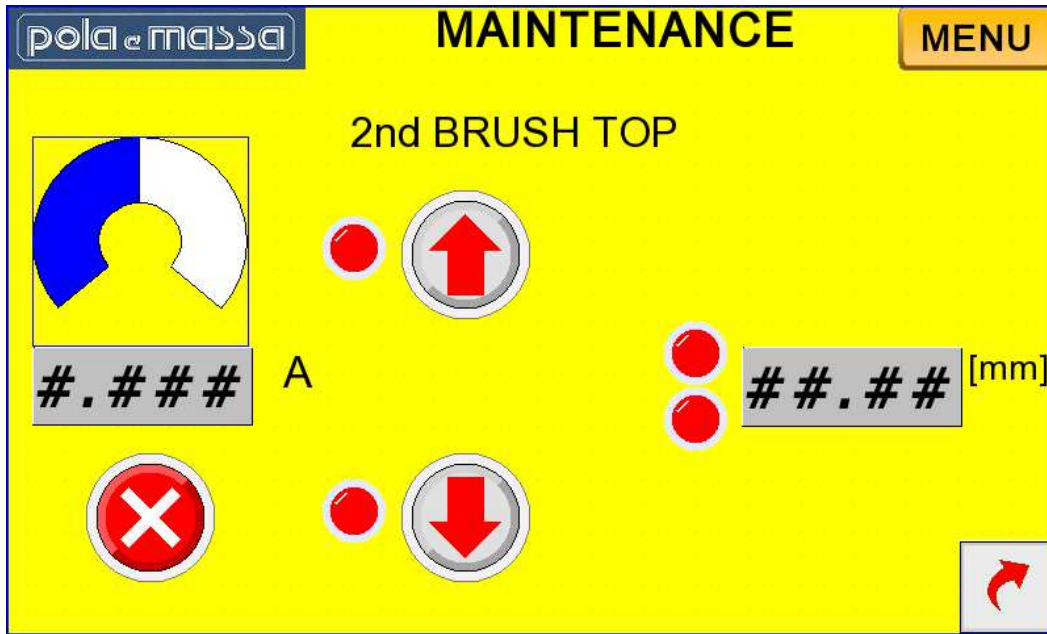 pola e massa
MAINTENANCE
MENU
2nd BRUSH TOP
#.###
A
##.##
[mm]